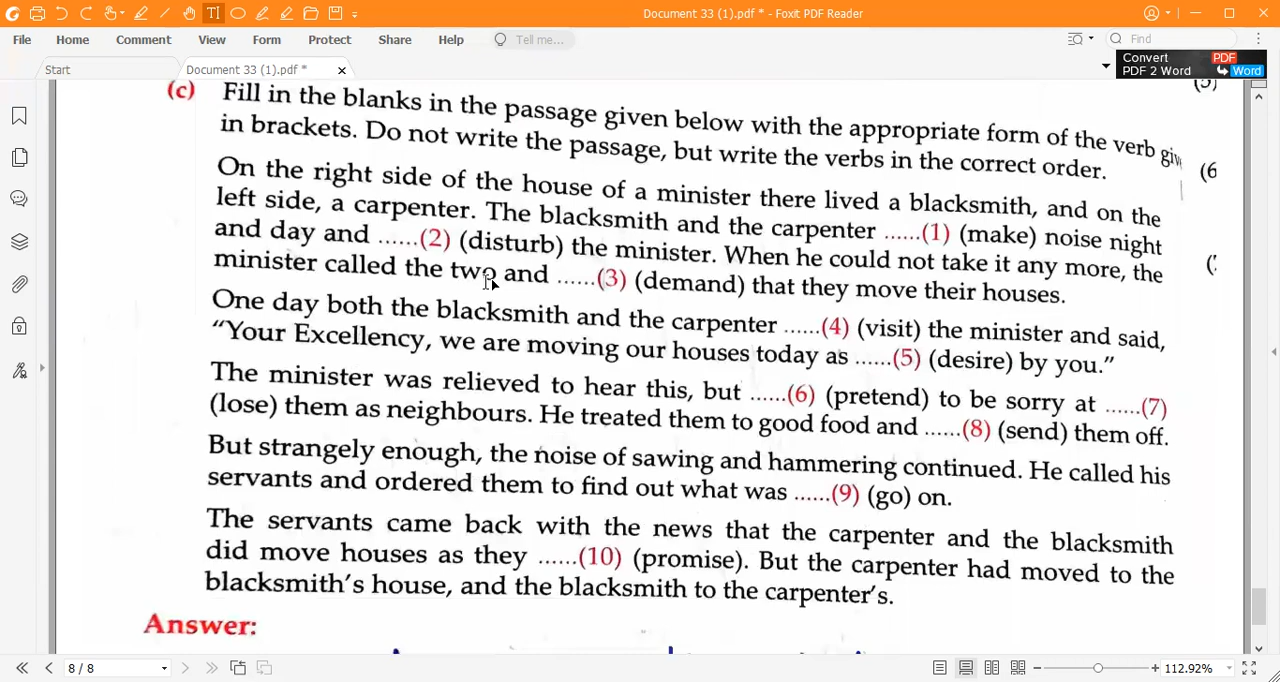 Document 33 (1).pdf * - Foxit PDF Reader
File Home Comment View Form Protect Share Help Tell me... Find
Start Document 33 (1).pdf * Convert PDF 2 Word PDF Word
(c) Fill in the blanks in the passage given below with the appropriate form of the verb giv
in brackets. Do not write the passage, but write the verbs in the correct order.
(6
On the right side of the house of a minister there lived a blacksmith, and on the
left side, a carpenter. The blacksmith and the carpenter ......(1) (make) noise night
and day and ......(2) (disturb) the minister. When he could not take it any more, the
minister called the two and ......(3) (demand) that they move their houses.
One day both the blacksmith and the carpenter ......(4) (visit) the minister and said,
“Your Excellency, we are moving our houses today as ......(5) (desire) by you.”
The minister was relieved to hear this, but ......(6) (pretend) to be sorry at ......(7)
(lose) them as neighbours. He treated them to good food and ......(8) (send) them off.
But strangely enough, the noise of sawing and hammering continued. He called his
servants and ordered them to find out what was ......(9) (go) on.
The servants came back with the news that the carpenter and the blacksmith
did move houses as they ......(10) (promise). But the carpenter had moved to the
blacksmith’s house, and the blacksmith to the carpenter’s.
Answer:
8 / 8 112.92%